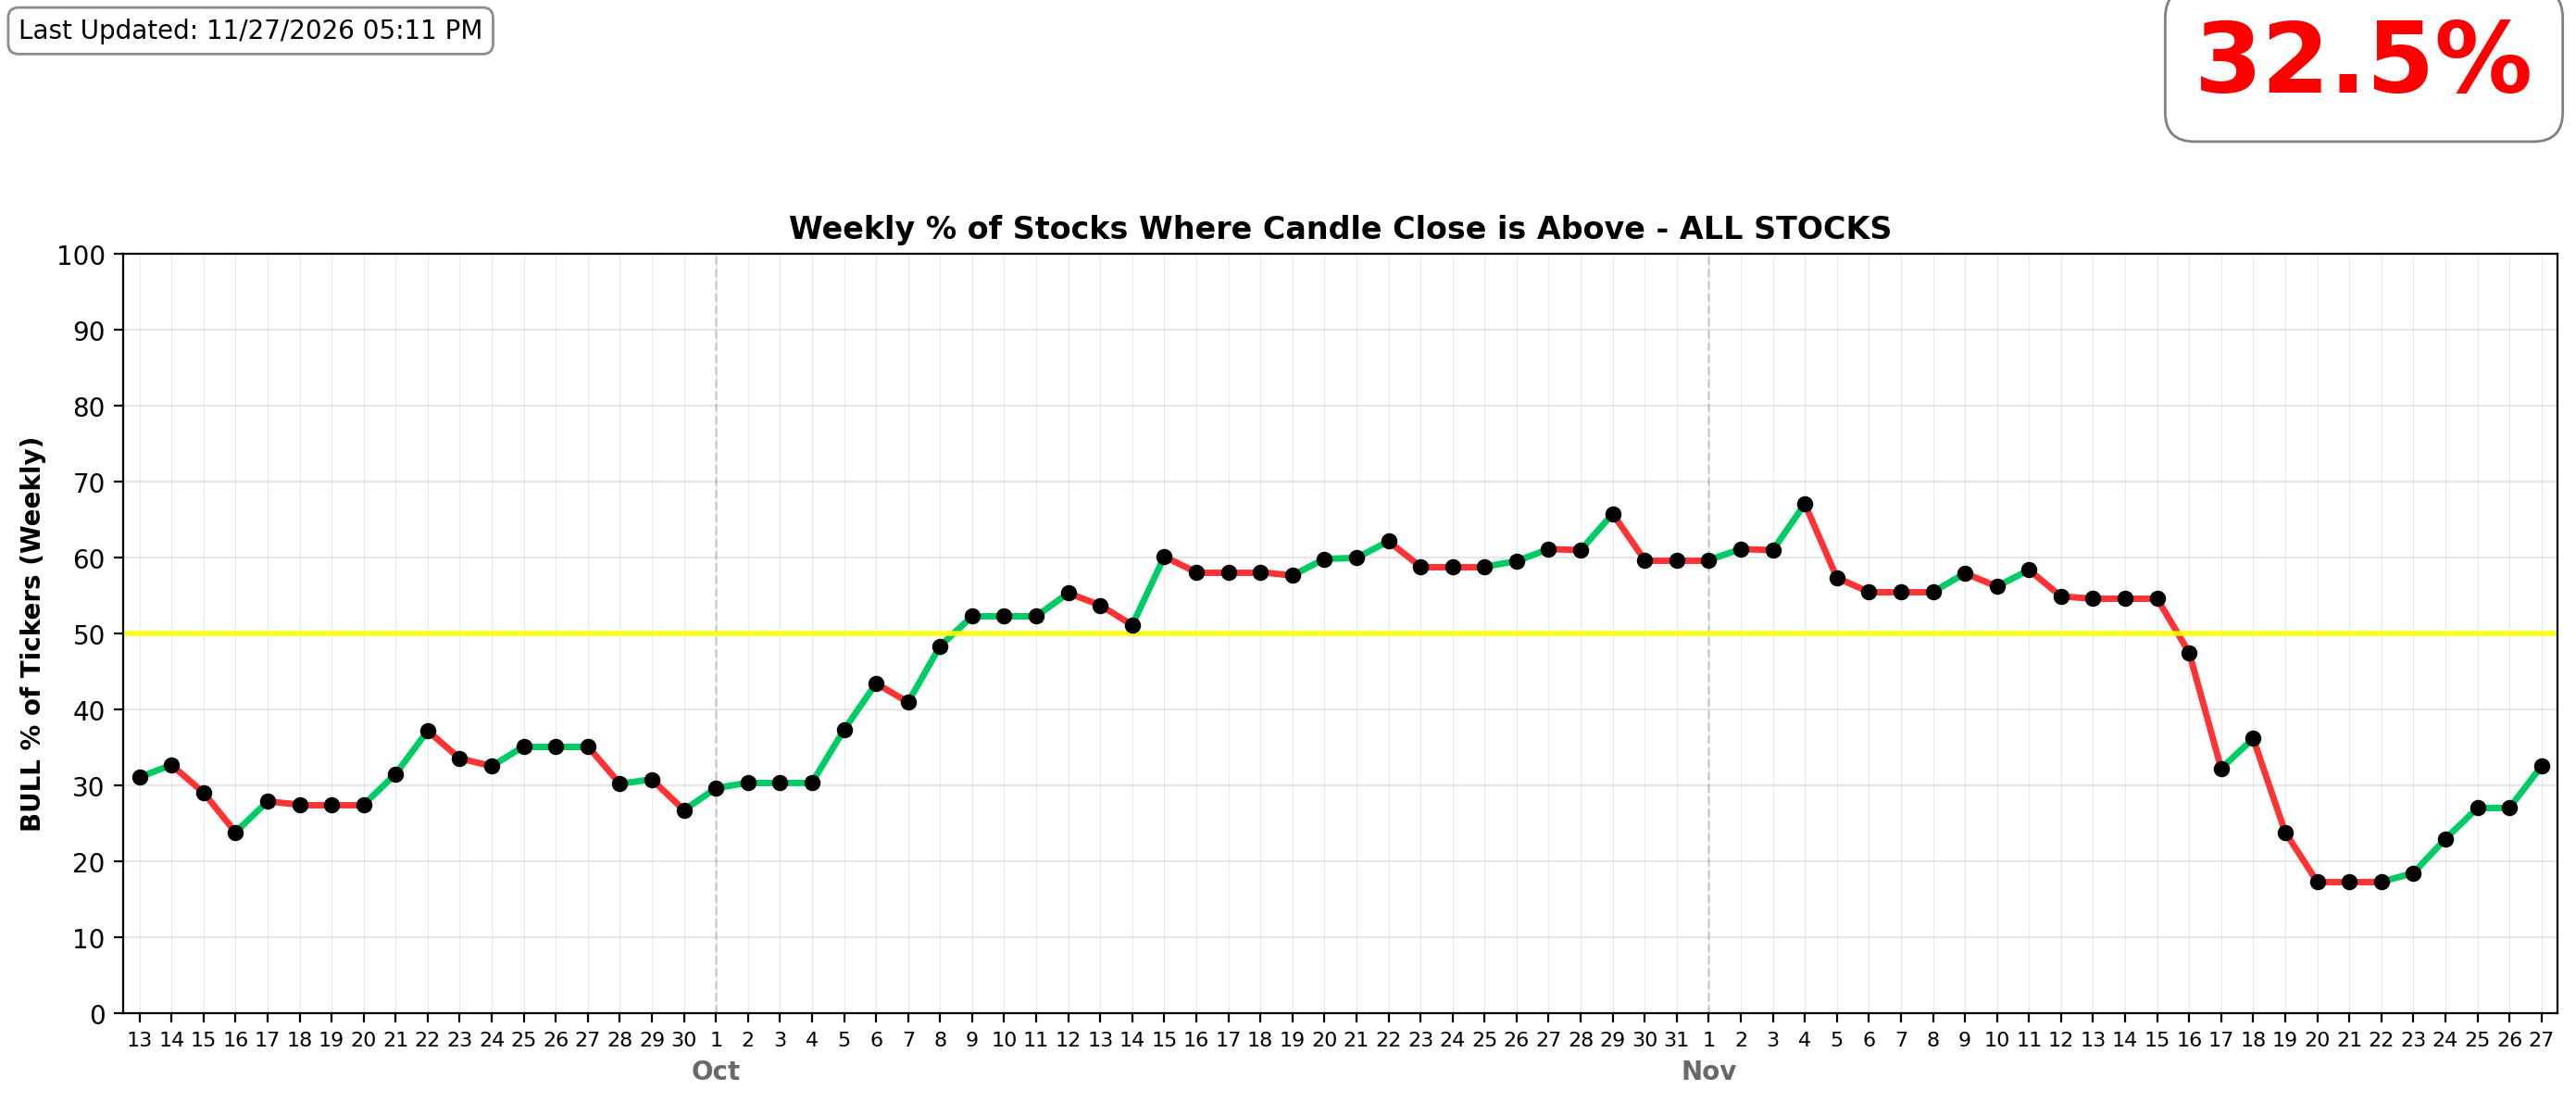 Last Updated: 11/27/2026 05:11 PM
32.5%
Weekly % of Stocks Where Candle Close is Above - ALL STOCKS
BULL % of Tickers (Weekly)
100
90
80
70
60
50
40
30
20
10
0
13 14 15 16 17 18 19 20 21 22 23 24 25 26 27 28 29 30 1 2 3 4 5 6 7 8 9 10 11 12 13 14 15 16 17 18 19 20 21 22 23 24 25 26 27 28 29 30 31 1 2 3 4 5 6 7 8 9 10 11 12 13 14 15 16 17 18 19 20 21 22 23 24 25 26 27
Oct Nov